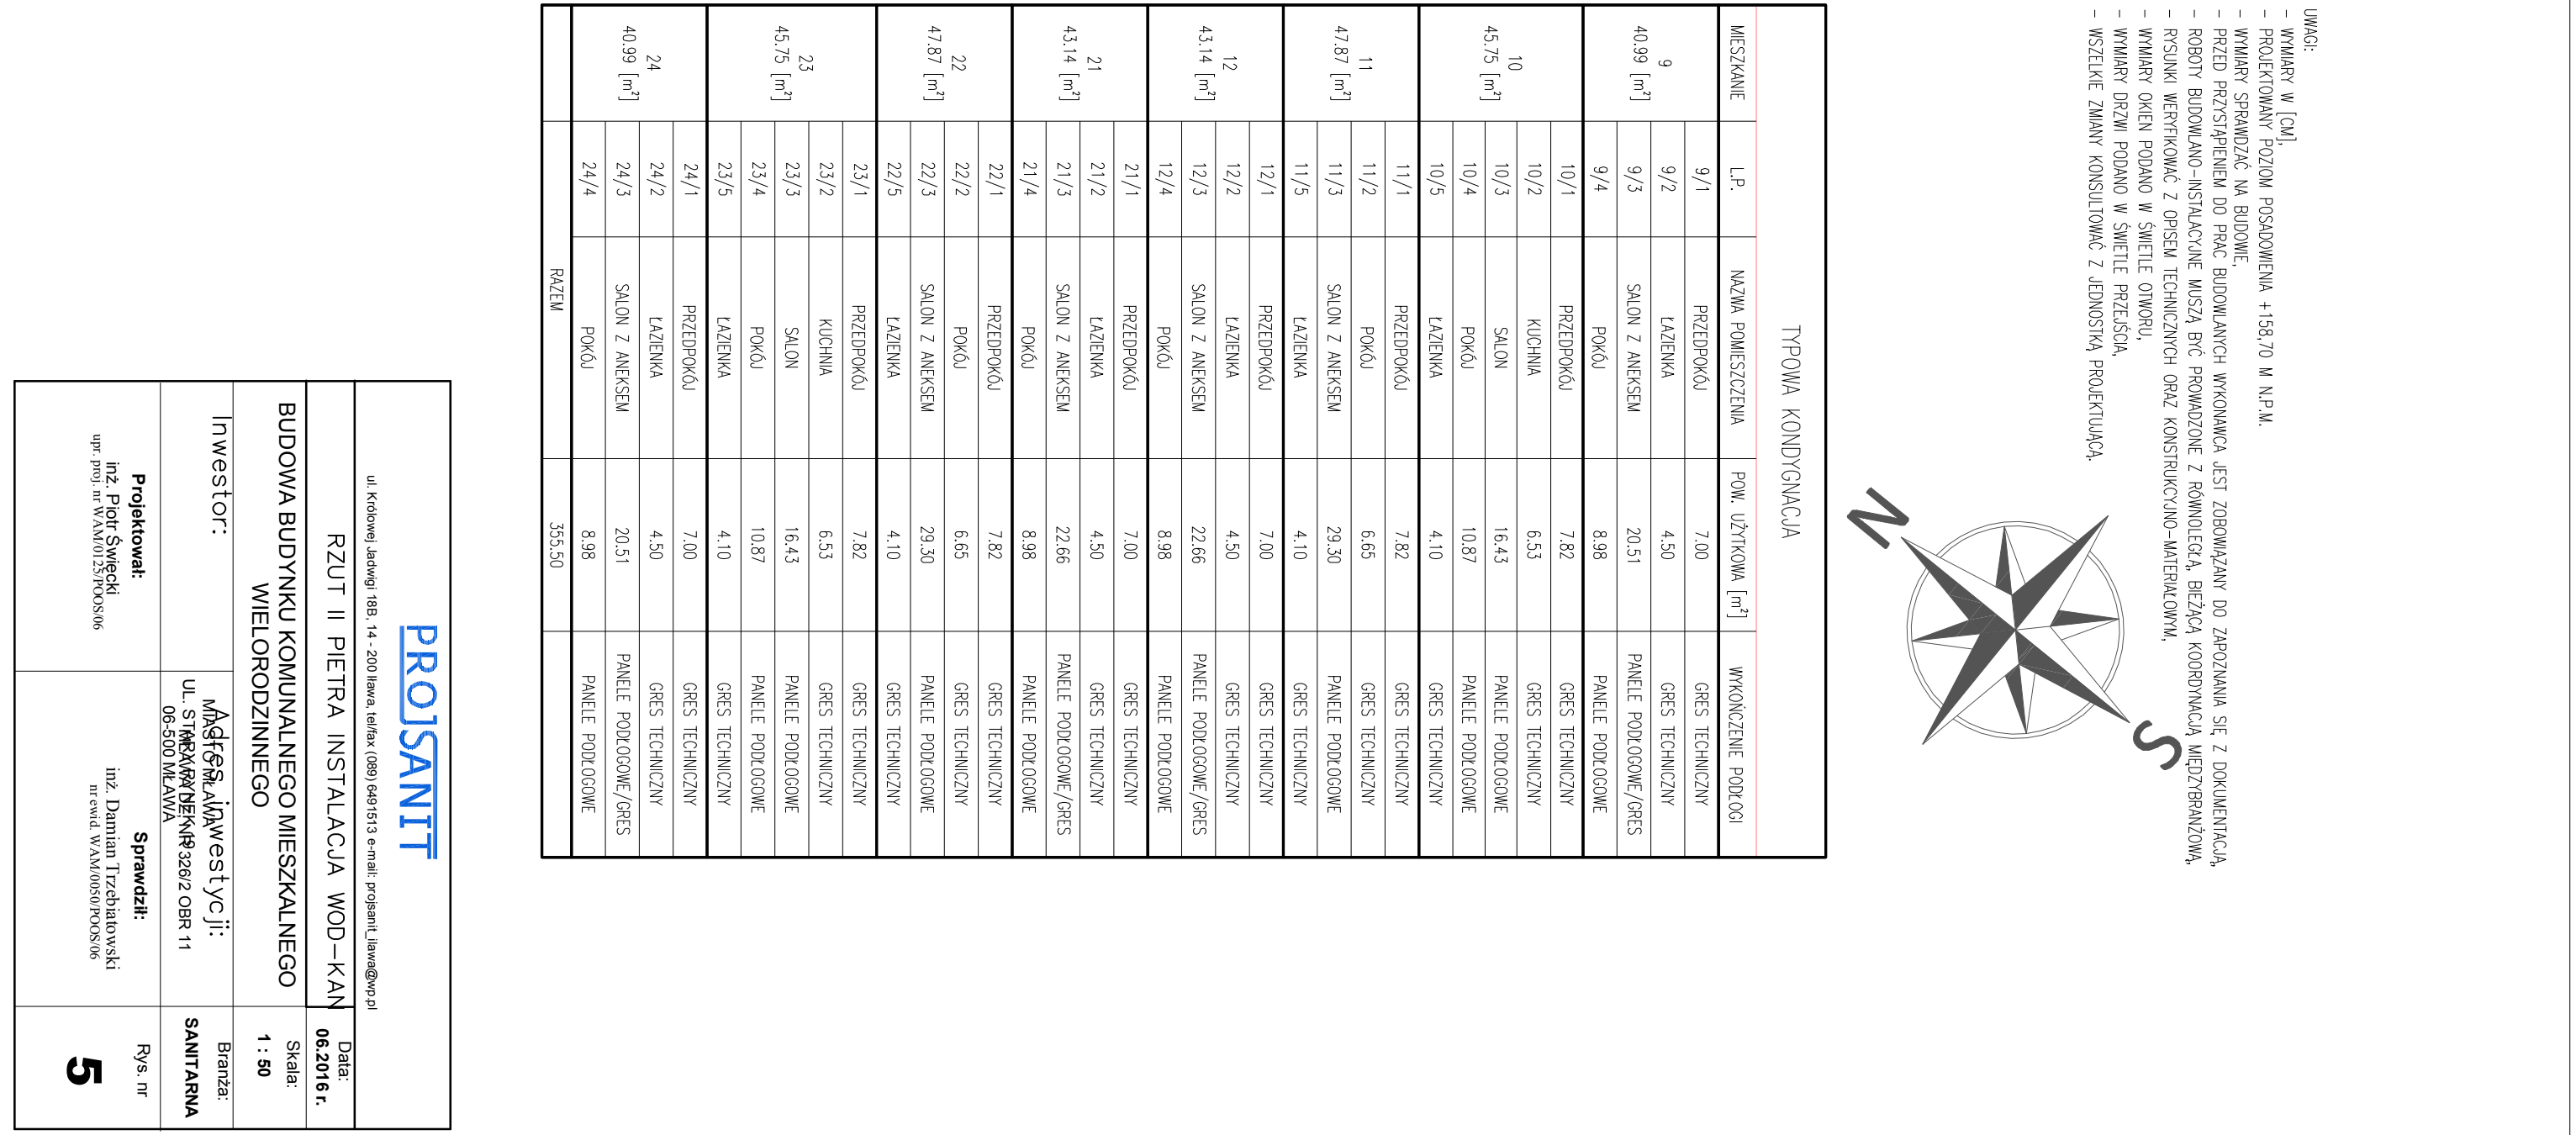 UWAGI:
- WYMIARY W [CM],
- PROJEKTOWANY POZIOM POSADOWIENIA +158,70 M N.P.M.
- WYMIARY SPRAWDZAĆ NA BUDOWIE,
- PRZED PRZYSTĄPIENIEM DO PRAC BUDOWLANYCH WYKONAWCA JEST ZOBOWIĄZANY DO ZAPOZNANIA SIĘ Z DOKUMENTACJĄ,
- ROBOTY BUDOWLANO-INSTALACYJNE MUSZĄ BYĆ PROWADZONE Z RÓWNOLEGŁĄ, BIEŻĄCĄ KOORDYNACJĄ MIĘDZYBRANŻOWĄ,
- RYSUNKI WERYFIKOWAĆ Z OPISEM TECHNICZNYCH ORAZ KONSTRUKCYJNO-MATERIAŁOWYM,
- WYMIARY OKIEN PODANO W ŚWIETLE OTWORU,
- WYMIARY DRZWI PODANO W ŚWIETLE PRZEJŚCIA,
- WSZELKIE ZMIANY KONSULTOWAĆ Z JEDNOSTKĄ PROJEKTUJĄCĄ.
N
S
TYPOWA KONDYGNACJA
MIESZKANIE L.P. NAZWA POMIESZCZENIA POW. UŻYTKOWA [m²] WYKOŃCZENIE PODŁOGI
9
40.99 [m²]
9/1 PRZEDPOKÓJ 7.00 GRES TECHNICZNY
9/2 ŁAZIENKA 4.50 GRES TECHNICZNY
9/3 SALON Z ANEKSEM 20.51 PANELE PODŁOGOWE/GRES
9/4 POKÓJ 8.98 PANELE PODŁOGOWE
10
45.75 [m²]
10/1 PRZEDPOKÓJ 7.82 GRES TECHNICZNY
10/2 KUCHNIA 6.53 GRES TECHNICZNY
10/3 SALON 16.43 PANELE PODŁOGOWE
10/4 POKÓJ 10.87 PANELE PODŁOGOWE
10/5 ŁAZIENKA 4.10 GRES TECHNICZNY
11
47.87 [m²]
11/1 PRZEDPOKÓJ 7.82 GRES TECHNICZNY
11/2 POKÓJ 6.65 GRES TECHNICZNY
11/3 SALON Z ANEKSEM 29.30 PANELE PODŁOGOWE
11/5 ŁAZIENKA 4.10 GRES TECHNICZNY
12
43.14 [m²]
12/1 PRZEDPOKÓJ 7.00 GRES TECHNICZNY
12/2 ŁAZIENKA 4.50 GRES TECHNICZNY
12/3 SALON Z ANEKSEM 22.66 PANELE PODŁOGOWE/GRES
12/4 POKÓJ 8.98 PANELE PODŁOGOWE
21
43.14 [m²]
21/1 PRZEDPOKÓJ 7.00 GRES TECHNICZNY
21/2 ŁAZIENKA 4.50 GRES TECHNICZNY
21/3 SALON Z ANEKSEM 22.66 PANELE PODŁOGOWE/GRES
21/4 POKÓJ 8.98 PANELE PODŁOGOWE
22
47.87 [m²]
22/1 PRZEDPOKÓJ 7.82 GRES TECHNICZNY
22/2 POKÓJ 6.65 GRES TECHNICZNY
22/3 SALON Z ANEKSEM 29.30 PANELE PODŁOGOWE
22/5 ŁAZIENKA 4.10 GRES TECHNICZNY
23
45.75 [m²]
23/1 PRZEDPOKÓJ 7.82 GRES TECHNICZNY
23/2 KUCHNIA 6.53 GRES TECHNICZNY
23/3 SALON 16.43 PANELE PODŁOGOWE
23/4 POKÓJ 10.87 PANELE PODŁOGOWE
23/5 ŁAZIENKA 4.10 GRES TECHNICZNY
24
40.99 [m²]
24/1 PRZEDPOKÓJ 7.00 GRES TECHNICZNY
24/2 ŁAZIENKA 4.50 GRES TECHNICZNY
24/3 SALON Z ANEKSEM 20.51 PANELE PODŁOGOWE/GRES
24/4 POKÓJ 8.98 PANELE PODŁOGOWE
RAZEM 355.50
PROJSANIT
ul. Królowej Jadwigi 18B, 14 - 200 Iława, tel/fax (089) 6491513 e-mail: projsanit_ilawa@wp.pl
RZUT II PIETRA INSTALACJA WOD-KAN
Data:
06.2016 r.
BUDOWA BUDYNKU KOMUNALNEGO MIESZKALNEGO
WIELORODZINNEGO
Skala:
1 : 50
Inwestor:
Adres inwestycji:
MIASTO MŁAWA
UL. STARY RYNEK 19
06-500 MŁAWA
MŁAWA DZ. NR 326/2 OBR 11
Branża:
SANITARNA
Projektował:
inż. Piotr Święcki
upr. proj. nr WAM/0125/POOS/06
Sprawdził:
inż. Damian Trzebiatowski
nr ewid. WAM/0050/POOS/06
Rys. nr
5